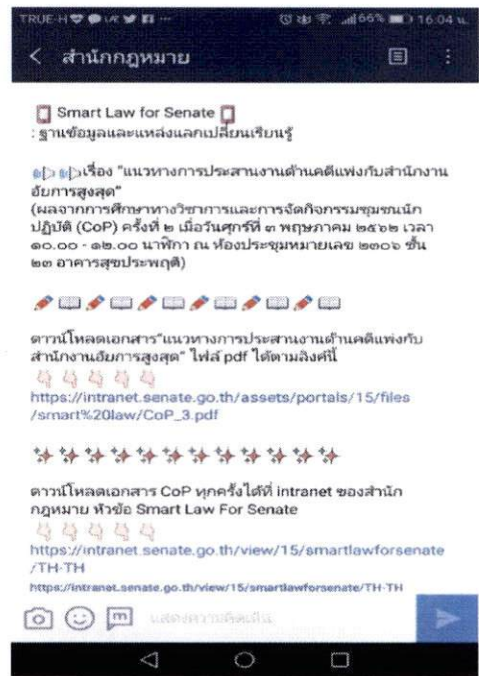 TRUE-H
66% 16:04 น.
สำนักกฎหมาย
Smart Law for Senate
: ฐานข้อมูลและแหล่งแลกเปลี่ยนเรียนรู้
เรื่อง "แนวทางการประสานงานด้านคดีแพ่งกับสำนักงาน
อัยการสูงสุด"
(ผลจากการศึกษาทางวิชาการและการจัดกิจกรรมชุมชนนัก
ปฏิบัติ (CoP) ครั้งที่ ๒ เมื่อวันศุกร์ที่ ๓ พฤษภาคม ๒๕๖๒ เวลา
๑๐.๐๐ - ๑๒.๐๐ นาฬิกา ณ ห้องประชุมหมายเลข ๒๓๐๖ ชั้น
๒๓ อาคารสุขประพฤติ)
ดาวน์โหลดเอกสาร"แนวทางการประสานงานด้านคดีแพ่งกับ
สำนักงานอัยการสูงสุด" ไฟล์ pdf ได้ตามลิงค์นี้
https://intranet.senate.go.th/assets/portals/15/files
/smart%20law/CoP_3.pdf
ดาวน์โหลดเอกสาร CoP ทุกครั้งได้ที่ intranet ของสำนัก
กฎหมาย หัวข้อ Smart Law For Senate
https://intranet.senate.go.th/view/15/smartlawforsenate
/TH-TH
https://intranet.senate.go.th/view/15/smartlawforsenate/TH-TH
แสดงความคิดเห็น